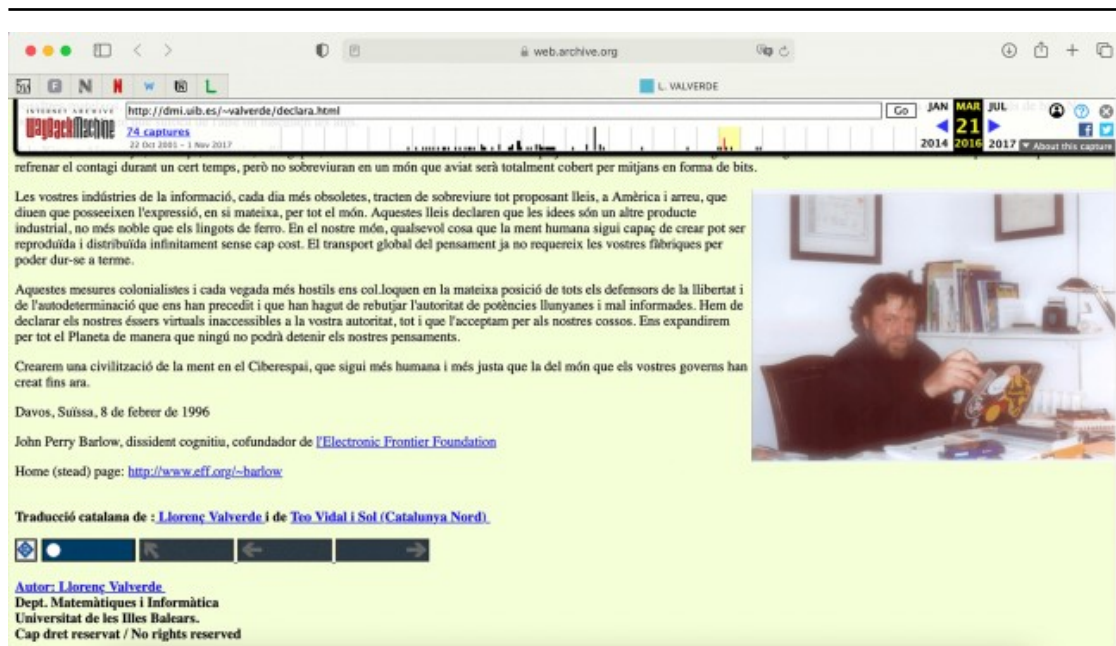 web.archive.org
L. VALVERDE
INTERNET ARCHIVE
WayBackMachine
http://dmi.uib.es/~valverde/declara.html
Go
74 captures
22 Oct 2001 - 1 Nov 2017
JAN MAR JUL
21
2014 2016 2017
About this capture
refrenar el contagi durant un cert temps, però no sobreviuran en un món que aviat serà totalment cobert per mitjans en forma de bits.
Les vostres indústries de la informació, cada dia més obsoletes, tracten de sobreviure tot proposant lleis, a Amèrica i arreu, que
diuen que posseeixen l'expressió, en si mateixa, per tot el món. Aquestes lleis declaren que les idees són un altre producte
industrial, no més noble que els lingots de ferro. En el nostre món, qualsevol cosa que la ment humana sigui capaç de crear pot ser
reproduïda i distribuïda infinitament sense cap cost. El transport global del pensament ja no requereix les vostres fàbriques per
poder dur-se a terme.
Aquestes mesures colonialistes i cada vegada més hostils ens col.loquen en la mateixa posició de tots els defensors de la llibertat i
de l'autodeterminació que ens han precedit i que han hagut de rebutjar l'autoritat de potències llunyanes i mal informades. Hem de
declarar els nostres éssers virtuals inaccessibles a la vostra autoritat, tot i que l'acceptam per als nostres cossos. Ens expandirem
per tot el Planeta de manera que ningú no podrà detenir els nostres pensaments.
Crearem una civilització de la ment en el Ciberespai, que sigui més humana i més justa que la del món que els vostres governs han
creat fins ara.
Davos, Suïssa, 8 de febrer de 1996
John Perry Barlow, dissident cognitiu, cofundador de l'Electronic Frontier Foundation
Home (stead) page: http://www.eff.org/~barlow
Traducció catalana de : Llorenç Valverde i de Teo Vidal i Sol (Catalunya Nord)
Autor: Llorenç Valverde
Dept. Matemàtiques i Informàtica
Universitat de les Illes Balears.
Cap dret reservat / No rights reserved